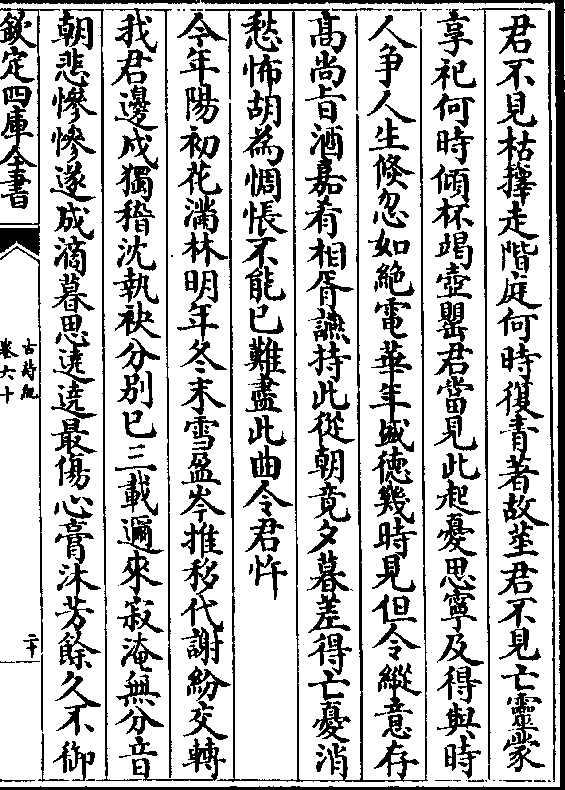 君不見枯籜走階庭何時復青著故莖君不見亡靈蒙
享祀何時傾杯竭壺罌君當見此起憂思寧及得與時
人爭人生倐忽如絶電華年盛徳幾時見但令縱意存
髙尚旨酒嘉肴相胥讌持此從朝竟夕暮差得亡憂消
愁怖胡為惆悵不能已難盡此曲令君忤
今年陽初花滿林明年冬末雪盈岑推移代謝紛交轉
我君邊戍獨稽沈執袂分別已三載邇來寂淹無分音
朝悲慘慘遂成滴暮思遶遶最傷心膏沐芳餘久不御
欽定四庫全書
古詩紀
卷六十
二十